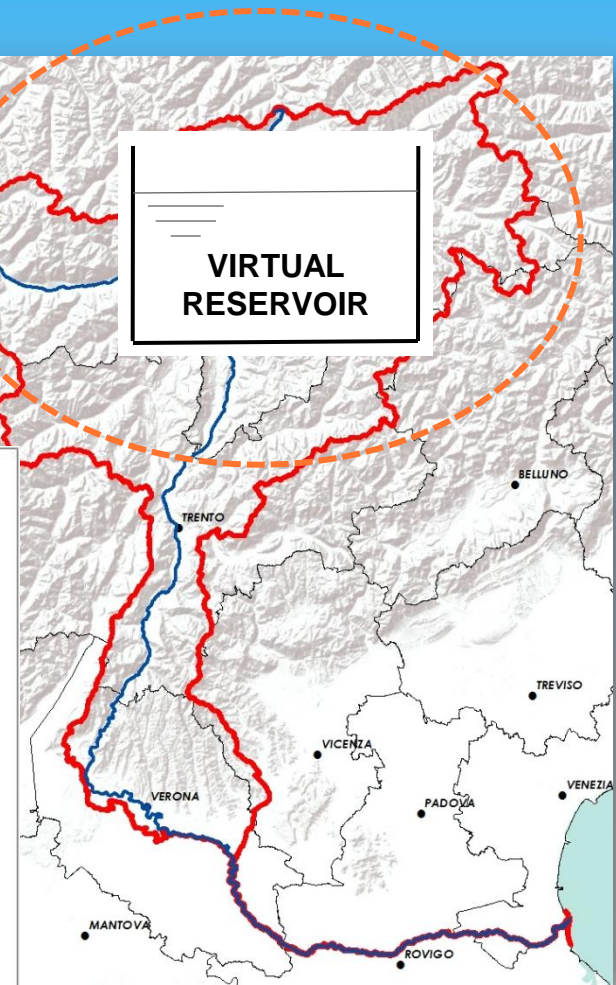 VIRTUAL
RESERVOIR
BELLUNO
TRENTO
TREVISO
VICENZA
VENEZIA
VERONA
PADOVA
MANTOVA
ROVIGO